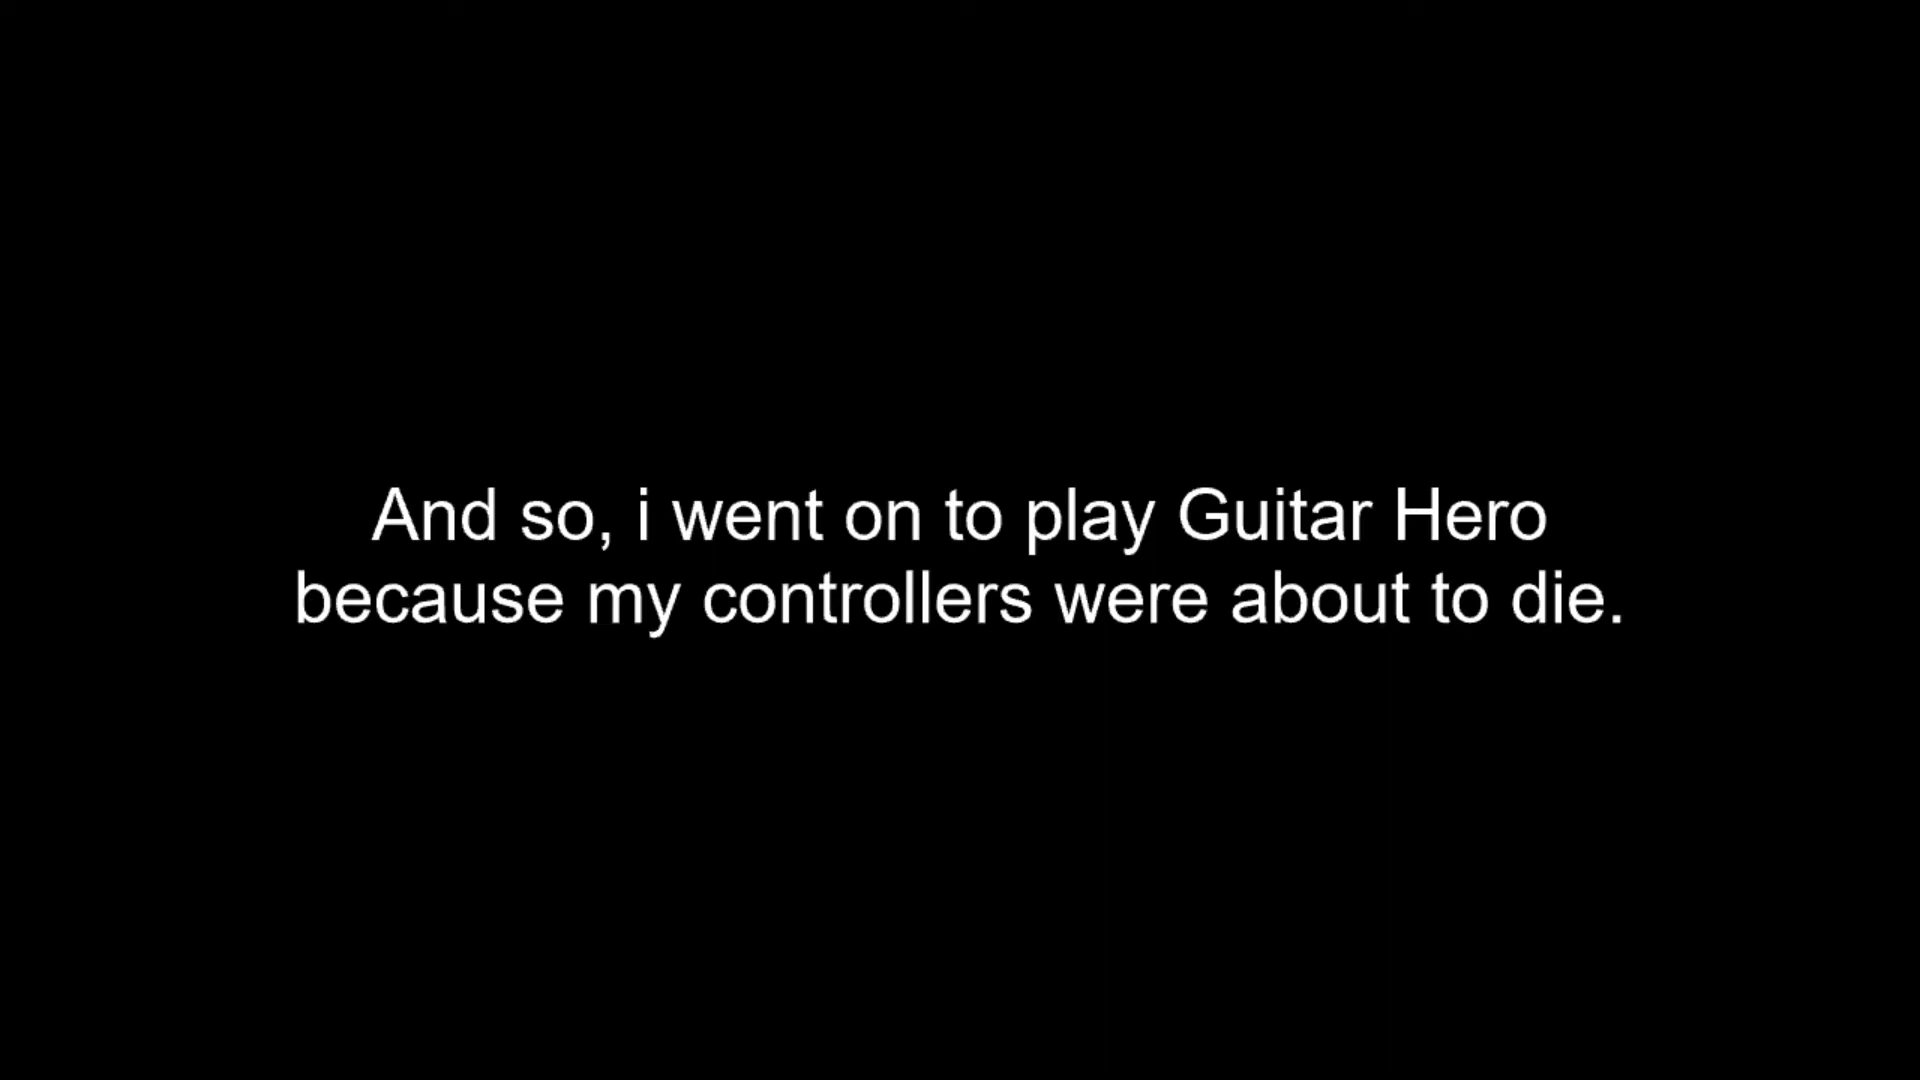 And so, i went on to play Guitar Hero
because my controllers were about to die.